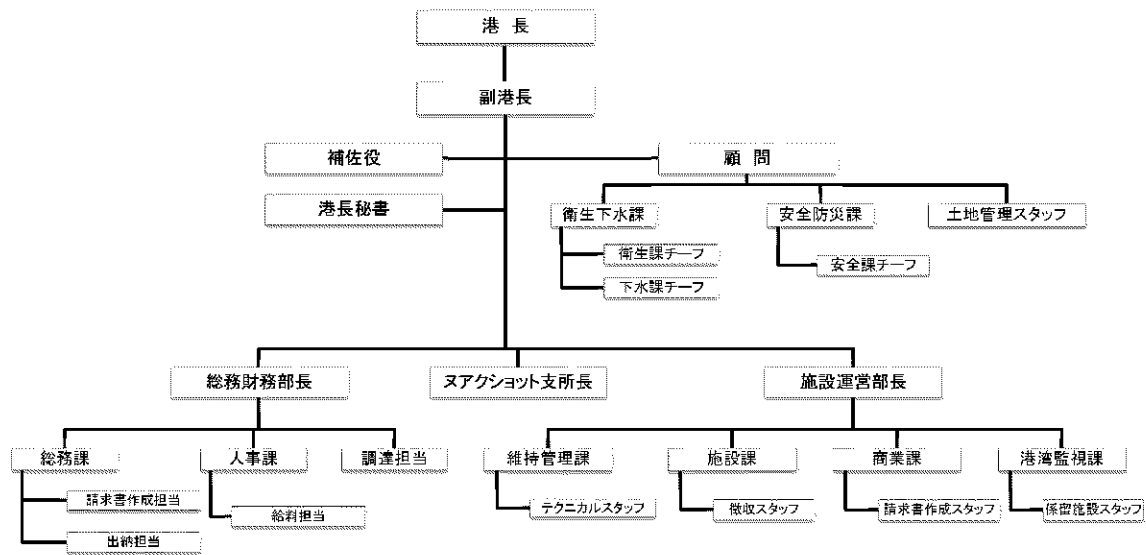 港 長
副港長
補佐役
顧 問
港長秘書
衛生下水課
安全防災課
土地管理スタッフ
衛生課チーフ
安全課チーフ
下水課チーフ
総務財務部長
ヌアクショット支所長
施設運営部長
総務課
人事課
調達担当
維持管理課
施設課
商業課
港湾監視課
請求書作成担当
給料担当
テクニカルスタッフ
徴収スタッフ
請求書作成スタッフ
係留施設スタッフ
出納担当